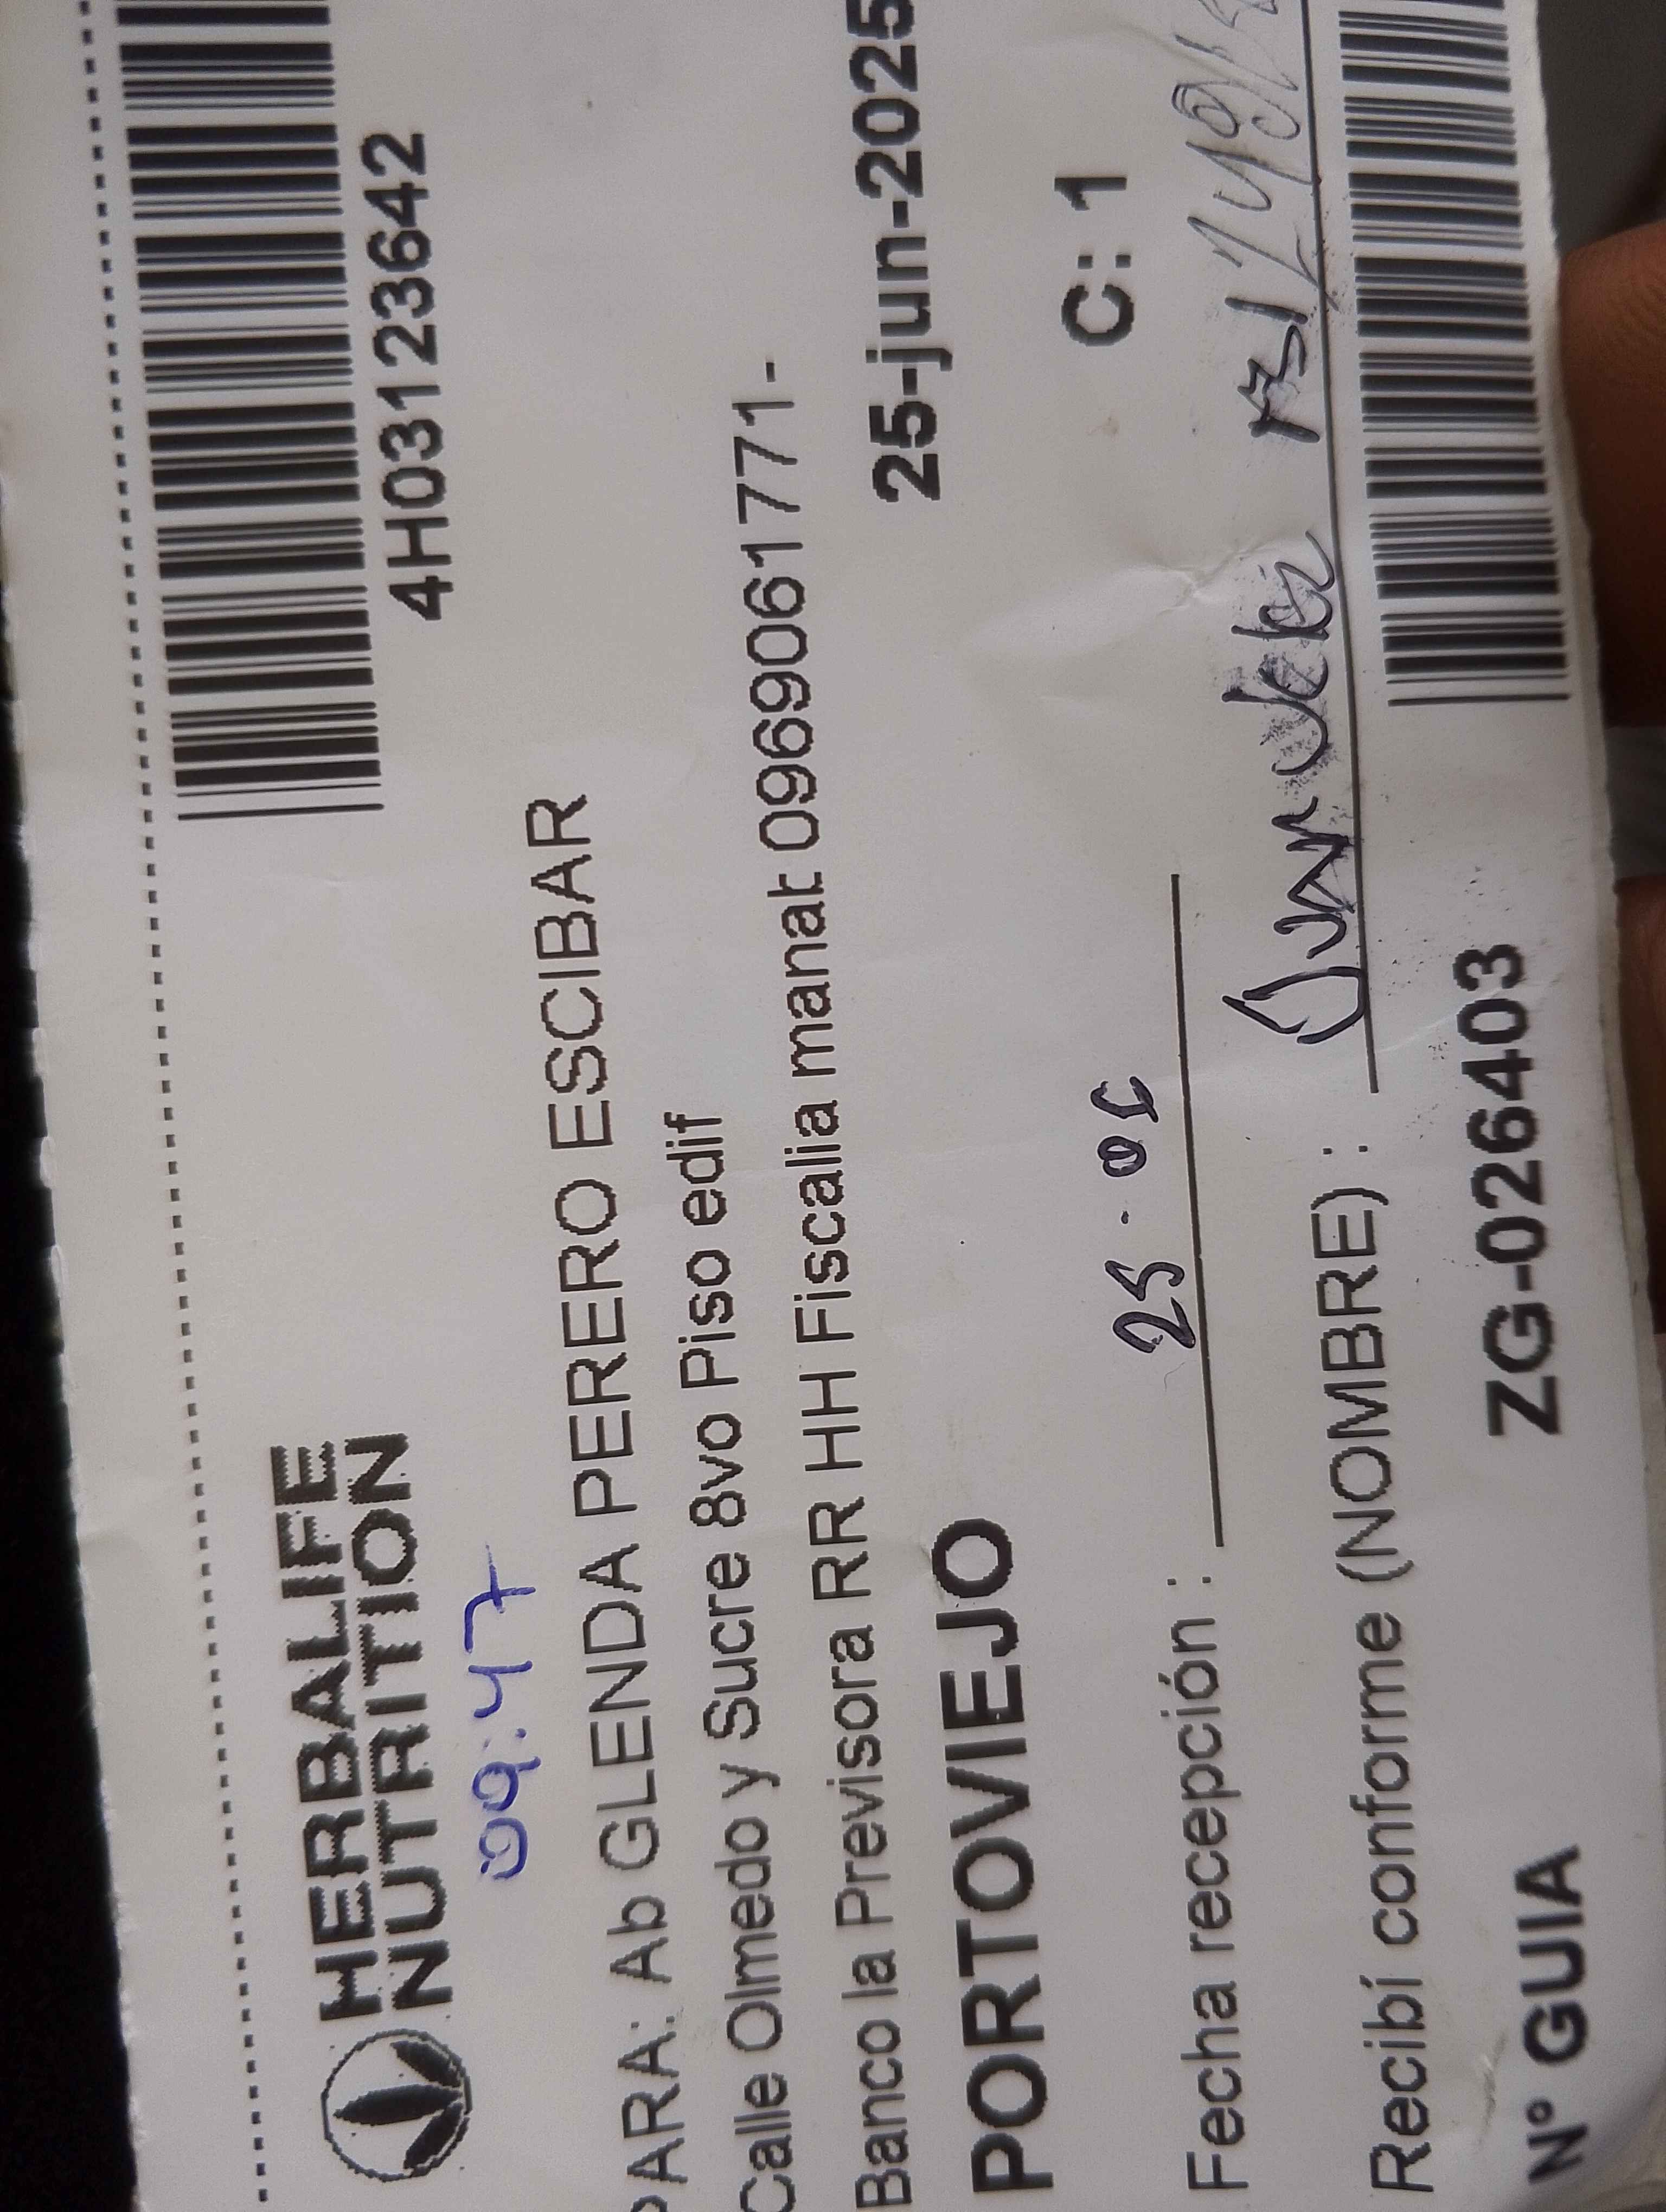 4H03123642
HERBALIFE
NUTRITION
09:47
PARA: Ab GLENDA PERERO ESCIBAR
Calle Olmedo y Sucre 8vo Piso edif
Banco la Previsora RR HH Fiscalia manat 0969061771-
PORTOVIEJO 25-jun-2025
C: 1
Fecha recepción : 25 . 06
Recibí conforme (NOMBRE) : Juan
Nº GUIA ZG-026403